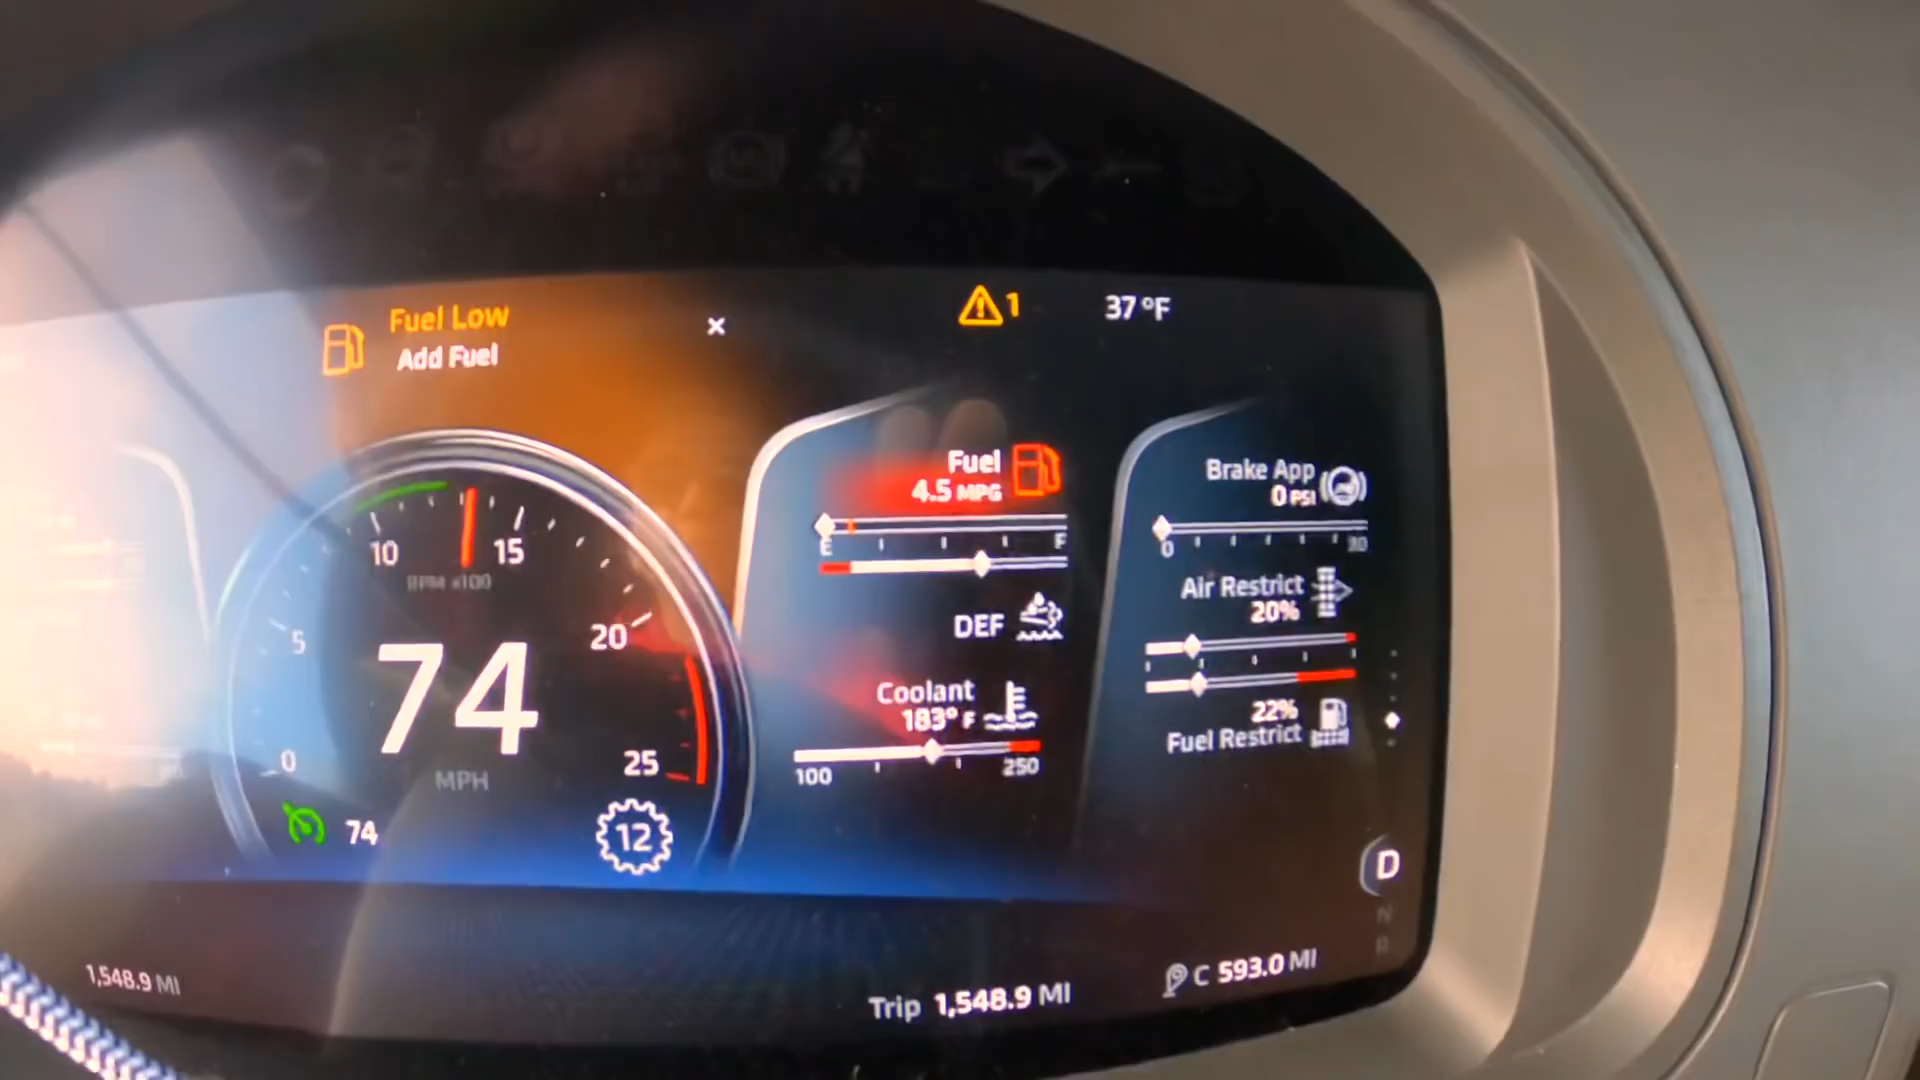 Fuel Low
Add Fuel
×
1
37 °F
10
15
RPM x100
5
20
74
0
25
MPH
74
12
Fuel
4.5 MPG
E
F
DEF
Coolant
183° F
100
250
Brake App
0 PSI
0
Air Restrict
20%
22%
Fuel Restrict
D
N
R
1,548.9 MI
Trip 1,548.9 MI
C 593.0 MI